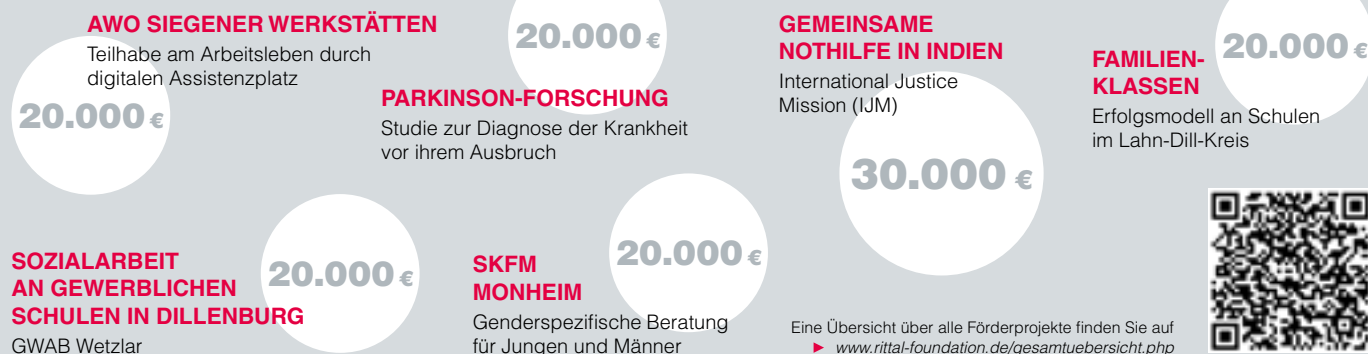 AWO SIEGENER WERKSTÄTTEN
Teilhabe am Arbeitsleben durch
digitalen Assistenzplatz
20.000 €
20.000 €
PARKINSON-FORSCHUNG
Studie zur Diagnose der Krankheit
vor ihrem Ausbruch
GEMEINSAME
NOTHILFE IN INDIEN
International Justice
Mission (IJM)
30.000 €
FAMILIEN-
KLASSEN
20.000 €
Erfolgsmodell an Schulen
im Lahn-Dill-Kreis
SOZIALARBEIT
AN GEWERBLICHEN
SCHULEN IN DILLENBURG
GWAB Wetzlar
20.000 €
SKFM
MONHEIM
Genderspezifische Beratung
für Jungen und Männer
20.000 €
Eine Übersicht über alle Förderprojekte finden Sie auf
► www.rittal-foundation.de/gesamtuebersicht.php